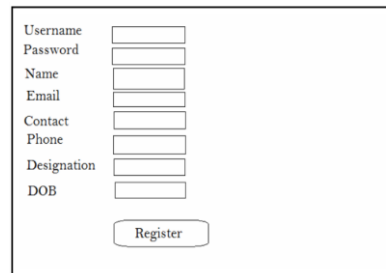 Username
Password
Name
Email
Contact
Phone
Designation
DOB
Register